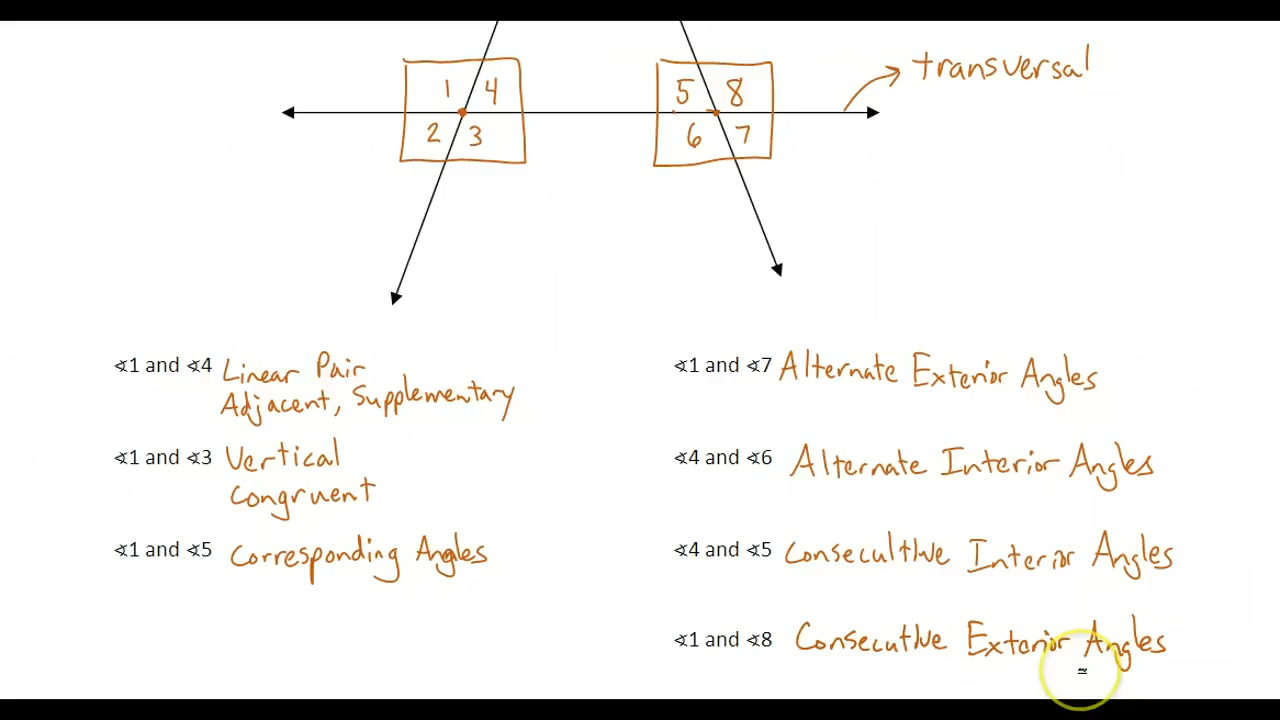 transversal
1 4 5 8
2 3 6 7
∢1 and ∢4 Linear Pair
Adjacent, Supplementary
∢1 and ∢3 Vertical
Congruent
∢1 and ∢5 Corresponding Angles
∢1 and ∢7 Alternate Exterior Angles
∢4 and ∢6 Alternate Interior Angles
∢4 and ∢5 Consecultive Interior Angles
∢1 and ∢8 Consecutive Exterior Angles